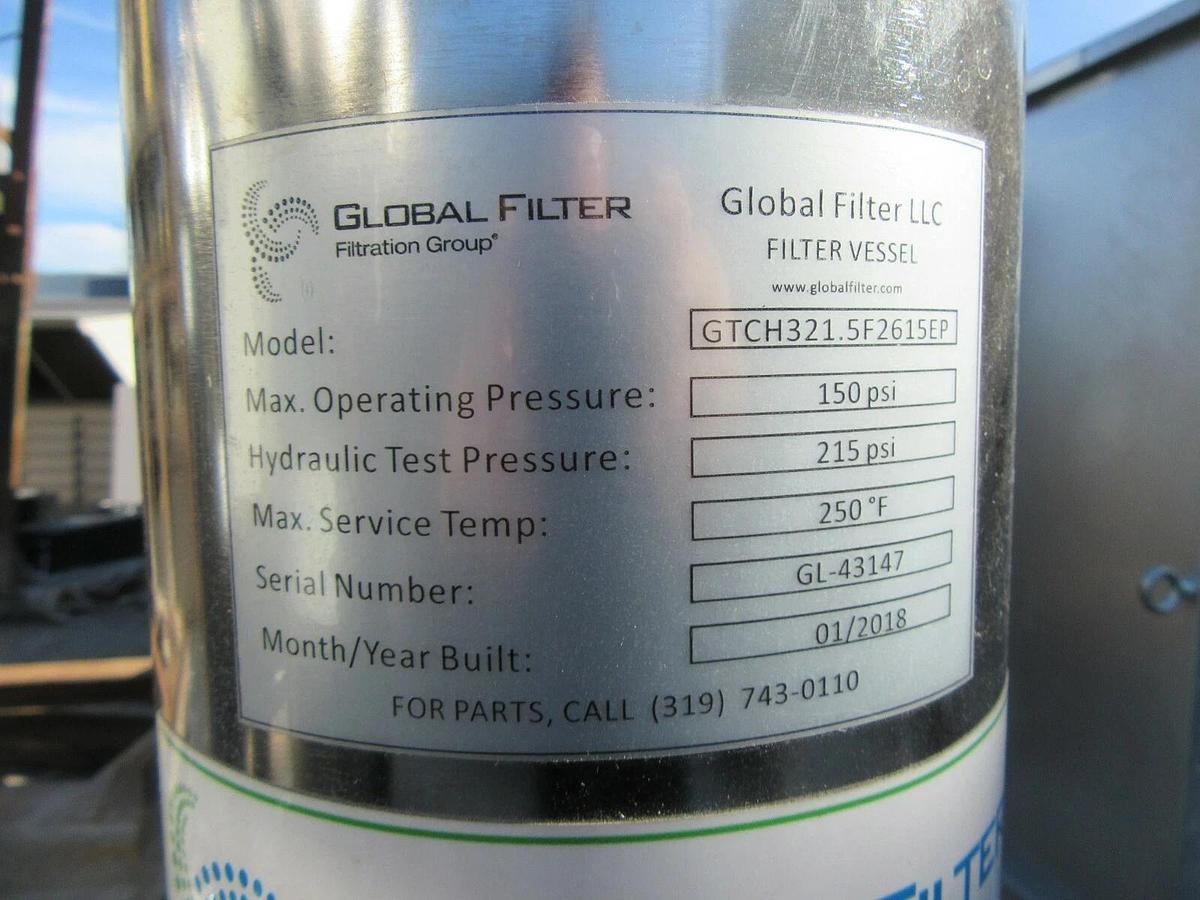 GLOBAL FILTER
Filtration Group®
Global Filter LLC
FILTER VESSEL
www.globalfilter.com
Model: GTCH321.5F2615EP
Max. Operating Pressure: 150 psi
Hydraulic Test Pressure: 215 psi
Max. Service Temp: 250 °F
Serial Number: GL-43147
Month/Year Built: 01/2018
FOR PARTS, CALL (319) 743-0110